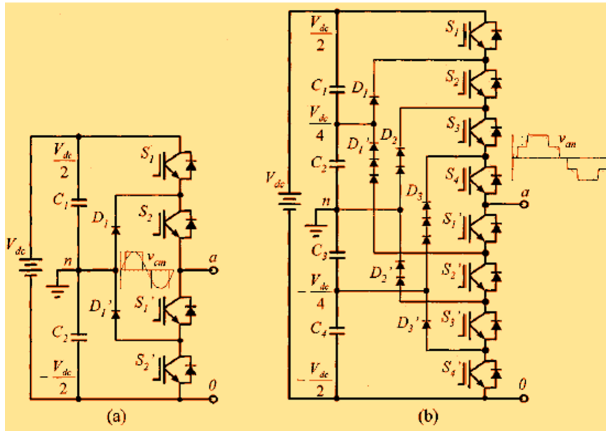 V_dc/2
C_1
V_dc/4
C_2
n
C_3
-V_dc/4
C_4
-V_dc/2
V_dc
D_1
D_1'
D_2
D_2'
D_3
D_3'
S_1
S_2
S_3
S_4
S_1'
S_2'
S_3'
S_4'
v_an
a
0
(b)
V_dc/2
C_1
V_dc
n
C_2
-V_dc/2
D_1
D_1'
S_1
S_2
S_1'
S_2'
v_an
a
0
(a)